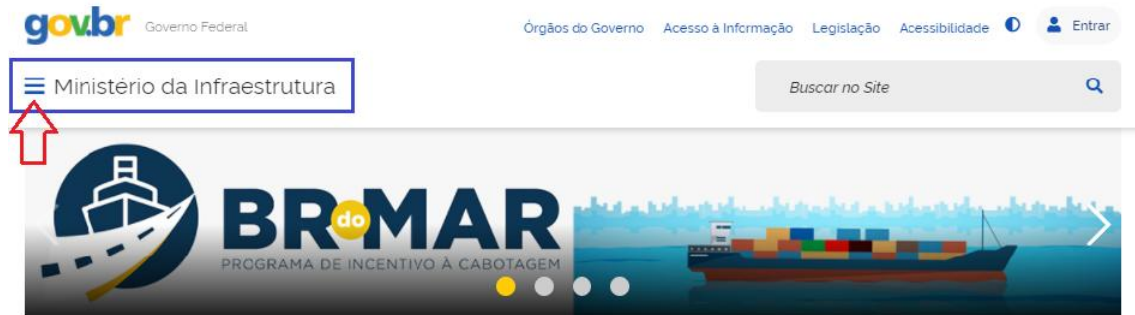 gov.br Governo Federal Órgãos do Governo Acesso à Informação Legislação Acessibilidade Entrar
Ministério da Infraestrutura Buscar no Site
BR do MAR
PROGRAMA DE INCENTIVO À CABOTAGEM